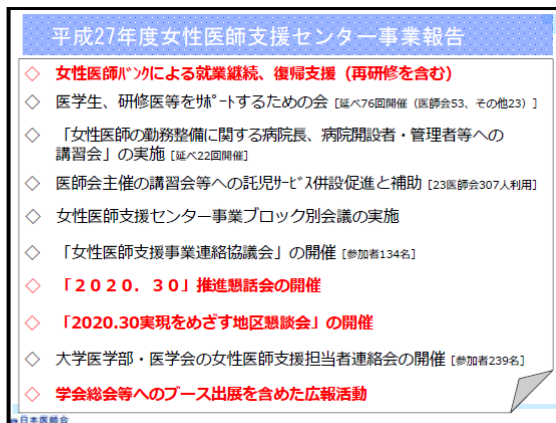 平成27年度女性医師支援センター事業報告
◇ 女性医師ﾊﾞﾝｸによる就業継続、復帰支援（再研修を含む）
◇ 医学生、研修医等をｻﾎﾟｰﾄするための会 [延べ76回開催（医師会53、その他23）]
◇ 「女性医師の勤務整備に関する病院長、病院開設者・管理者等への
講習会」の実施 [延べ22回開催]
◇ 医師会主催の講習会等への託児ｻｰﾋﾞｽ併設促進と補助 [23医師会307人利用]
◇ 女性医師支援センター事業ブロック別会議の実施
◇ 「女性医師支援事業連絡協議会」の開催 [参加者134名]
◇ 「２０２０．３０」推進懇話会の開催
◇ 「2020.30実現をめざす地区懇談会」の開催
◇ 大学医学部・医学会の女性医師支援担当者連絡会の開催 [参加者239名]
◇ 学会総会等へのブース出展を含めた広報活動
日本医師会